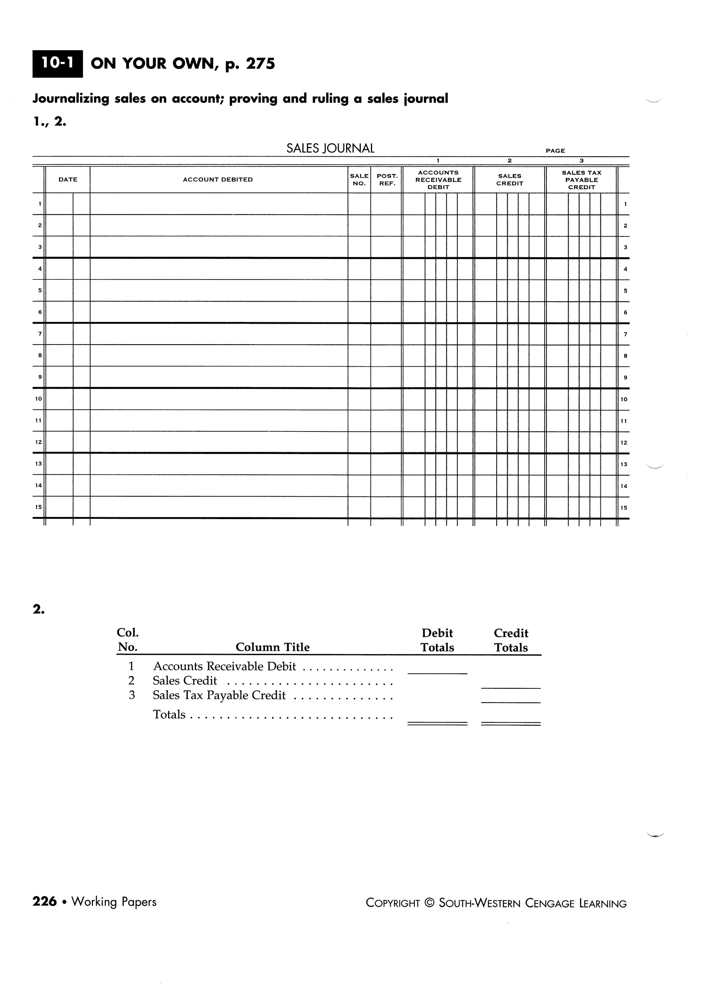 10-1 ON YOUR OWN, p. 275
Journalizing sales on account; proving and ruling a sales journal
1., 2.
SALES JOURNAL PAGE
1 2 3
DATE ACCOUNT DEBITED SALE NO. POST. REF. ACCOUNTS RECEIVABLE DEBIT SALES CREDIT SALES TAX PAYABLE CREDIT
1 1
2 2
3 3
4 4
5 5
6 6
7 7
8 8
9 9
10 10
11 11
12 12
13 13
14 14
15 15
2.
Col. Debit Credit
No. Column Title Totals Totals
1 Accounts Receivable Debit . . . . . . . . . . . . . .
2 Sales Credit . . . . . . . . . . . . . . . . . . . . . . .
3 Sales Tax Payable Credit . . . . . . . . . . . . . .
Totals . . . . . . . . . . . . . . . . . . . . . . . . . . . .
226 • Working Papers COPYRIGHT © SOUTH-WESTERN CENGAGE LEARNING